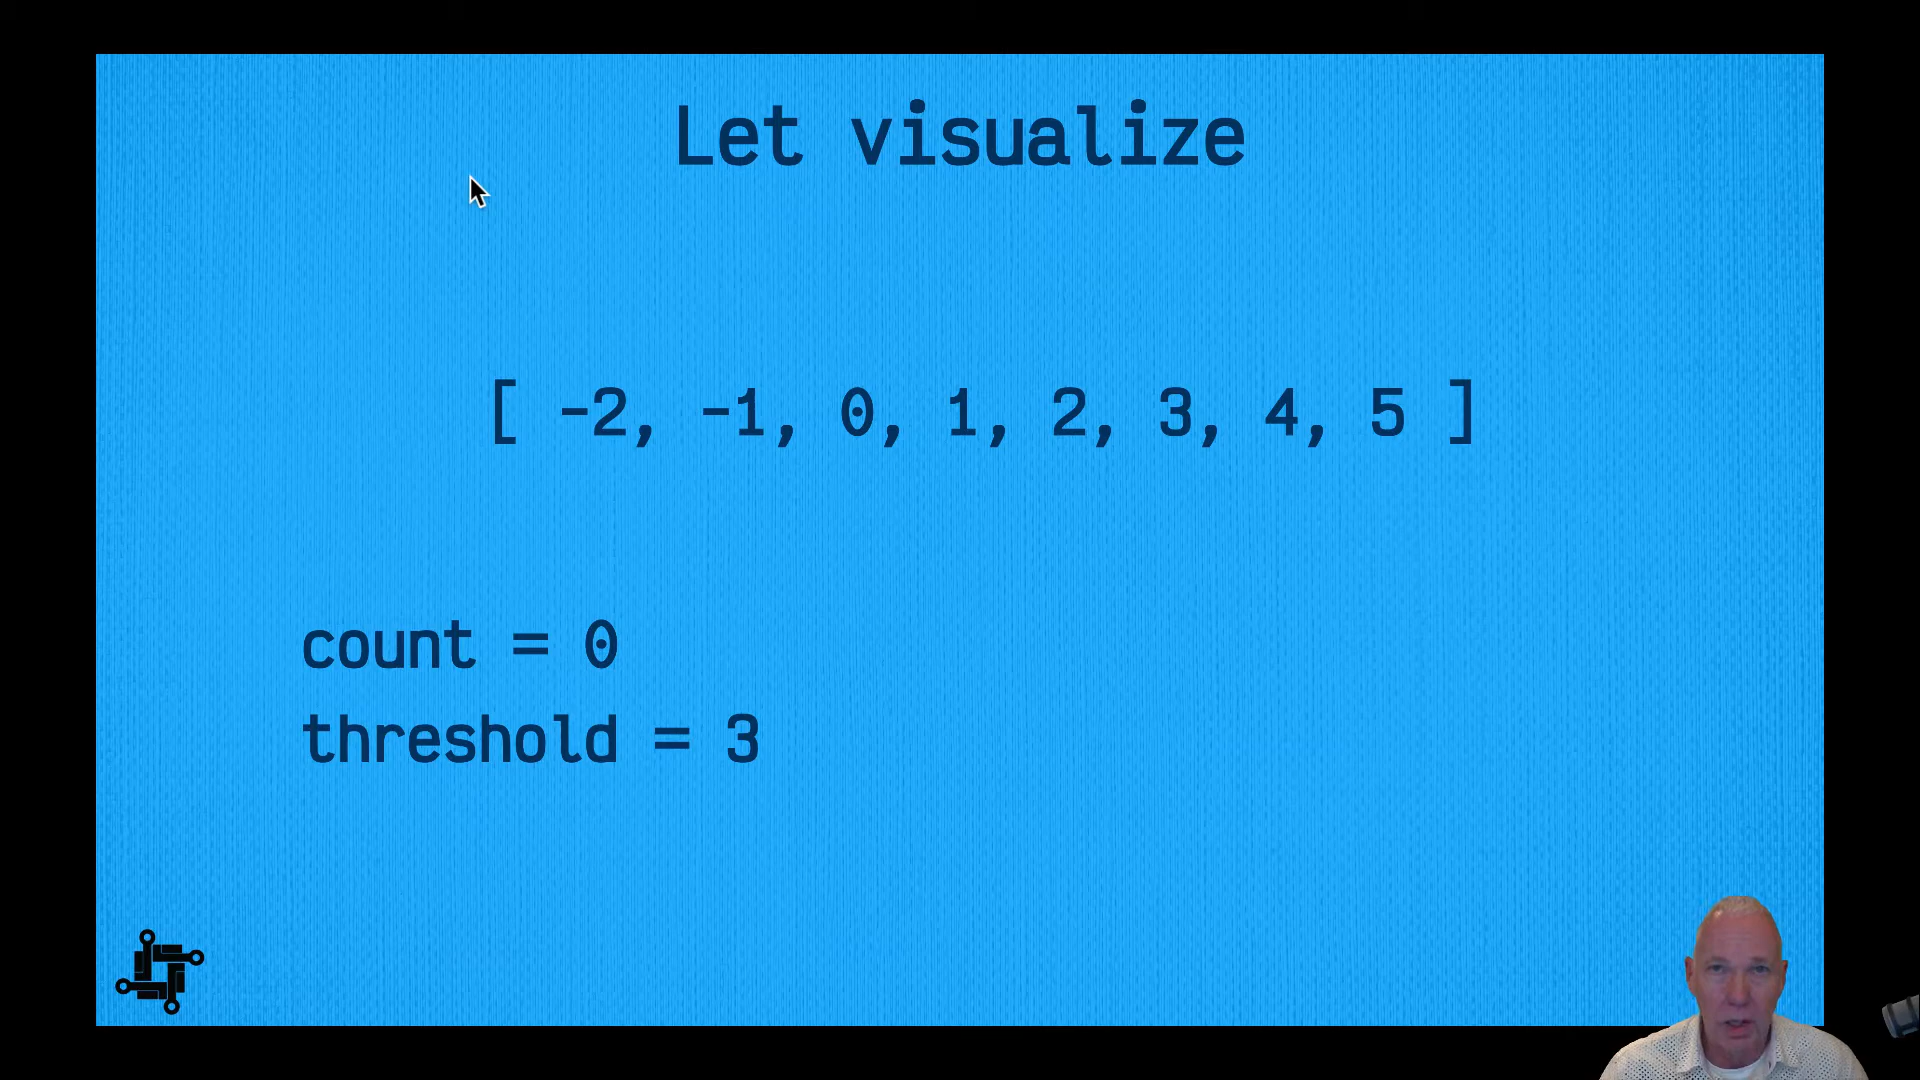 Let visualize
[ -2, -1, 0, 1, 2, 3, 4, 5 ]
count = 0
threshold = 3